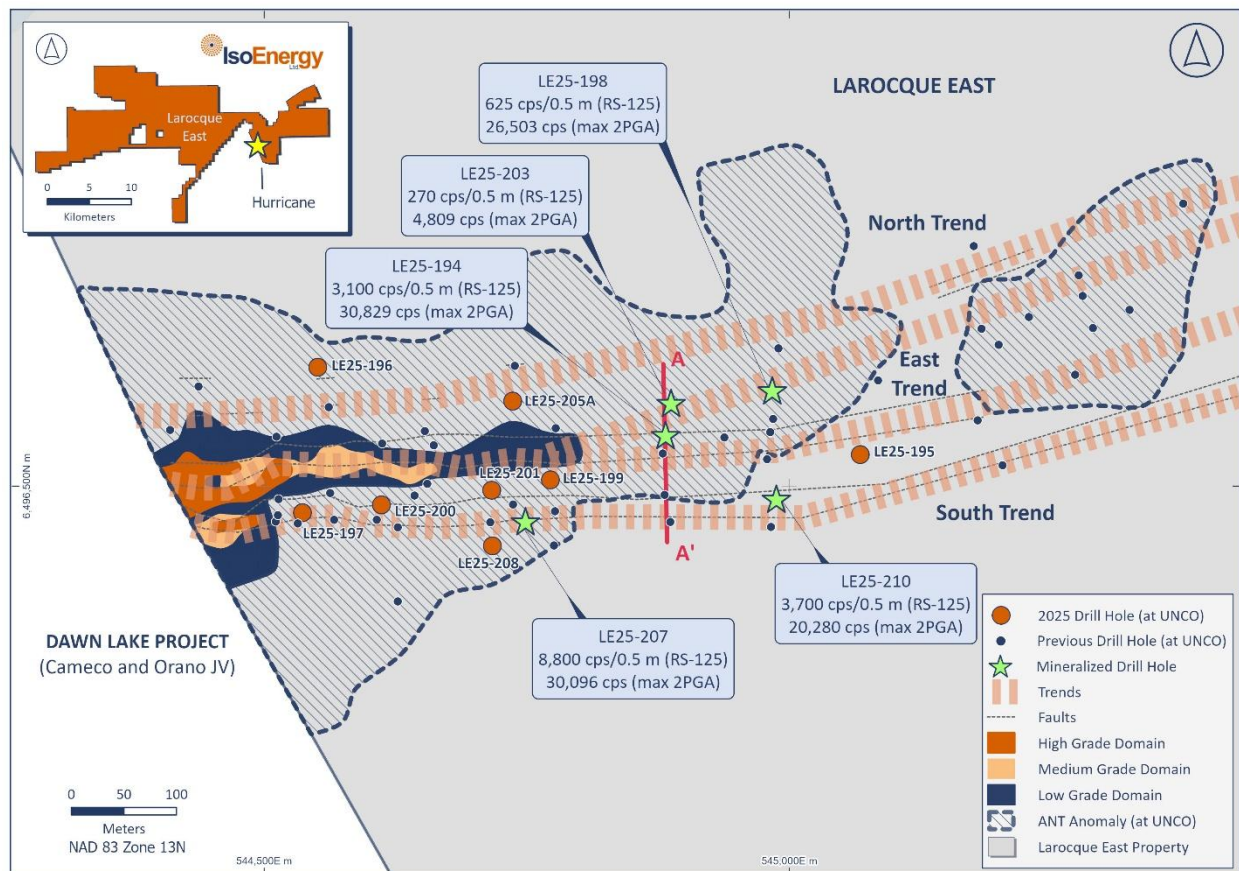 IsoEnergy
Ltd.
Larocque
East
0 5 10
Kilometers
Hurricane
LAROCQUE EAST
LE25-198
625 cps/0.5 m (RS-125)
26,503 cps (max 2PGA)
LE25-203
270 cps/0.5 m (RS-125)
4,809 cps (max 2PGA)
LE25-194
3,100 cps/0.5 m (RS-125)
30,829 cps (max 2PGA)
North Trend
East
Trend
South Trend
A
A'
LE25-196
LE25-205A
LE25-195
LE25-201
LE25-199
LE25-200
LE25-197
LE25-208
6,496,500N m
LE25-207
8,800 cps/0.5 m (RS-125)
30,096 cps (max 2PGA)
LE25-210
3,700 cps/0.5 m (RS-125)
20,280 cps (max 2PGA)
DAWN LAKE PROJECT
(Cameco and Orano JV)
0 50 100
Meters
NAD 83 Zone 13N
544,500E m
545,000E m
2025 Drill Hole (at UNCO)
Previous Drill Hole (at UNCO)
Mineralized Drill Hole
Trends
Faults
High Grade Domain
Medium Grade Domain
Low Grade Domain
ANT Anomaly (at UNCO)
Larocque East Property